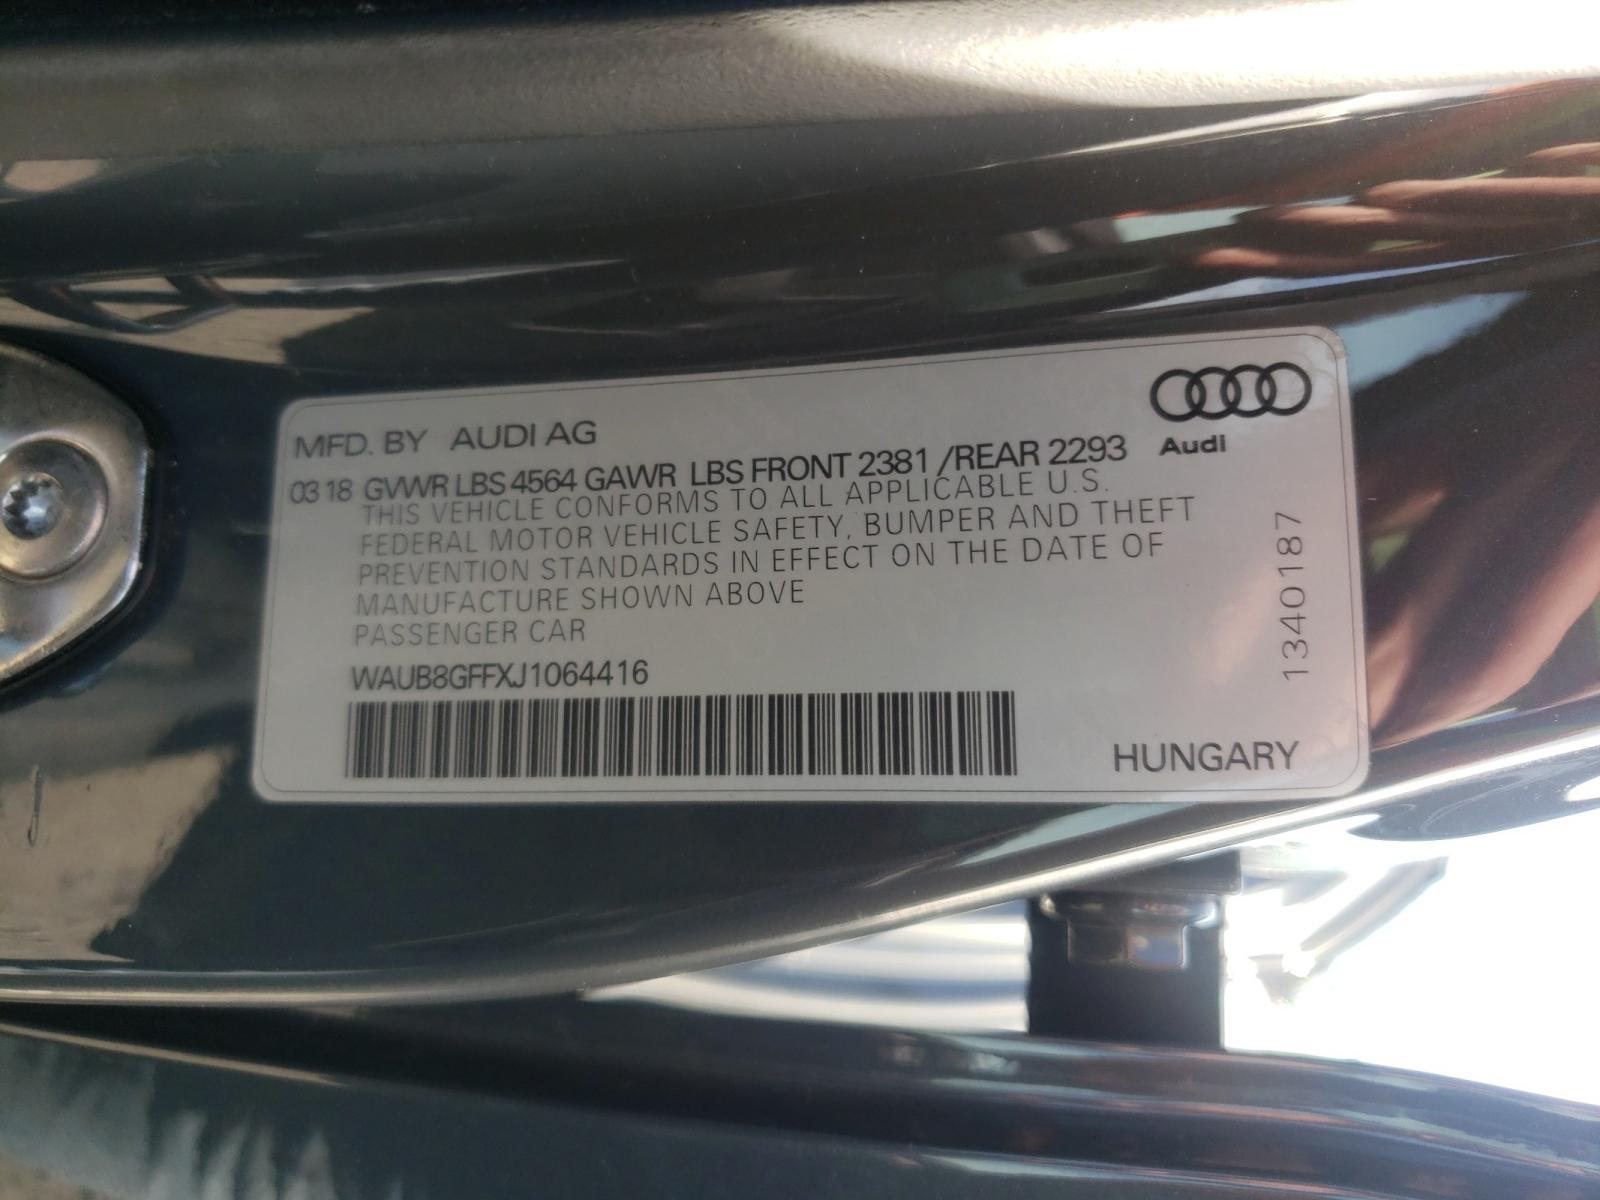 MFD. BY AUDI AG
Audi
03 18 GVWR LBS 4564 GAWR LBS FRONT 2381 /REAR 2293
THIS VEHICLE CONFORMS TO ALL APPLICABLE U.S.
FEDERAL MOTOR VEHICLE SAFETY, BUMPER AND THEFT
PREVENTION STANDARDS IN EFFECT ON THE DATE OF
MANUFACTURE SHOWN ABOVE
PASSENGER CAR
WAUB8GFFXJ1064416
1340187
HUNGARY